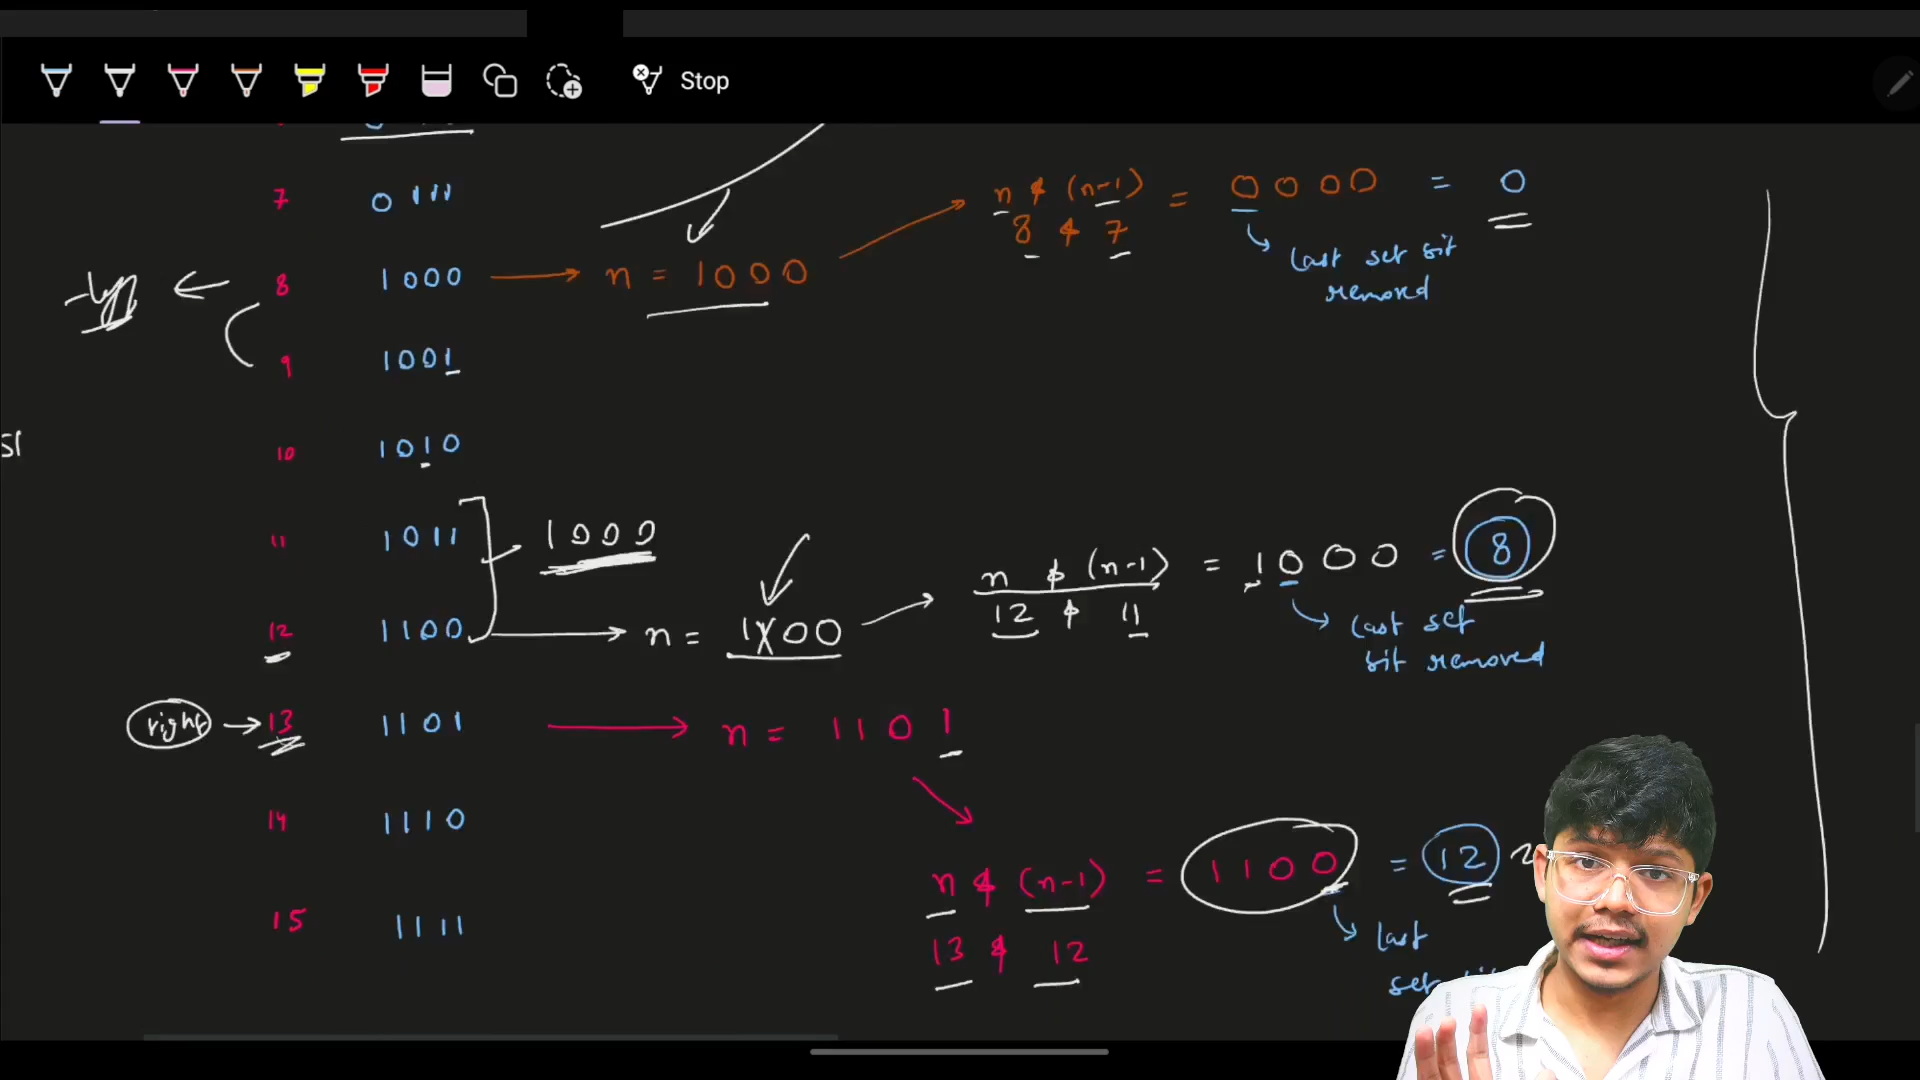 Stop
7 0111
n & (n-1) = 0000 = 0
8 & 7
last set bit
removed
8 1000 n = 1000
9 1001
10 1010
51
11 1011 1000
n & (n-1) = 1000 = 8
12 & 11
last set
bit removed
12 1100 n = 1X00
right 13 1101 n = 1101
14 1110
n & (n-1) = 1100 = 12
13 & 12
last
set
15 1111